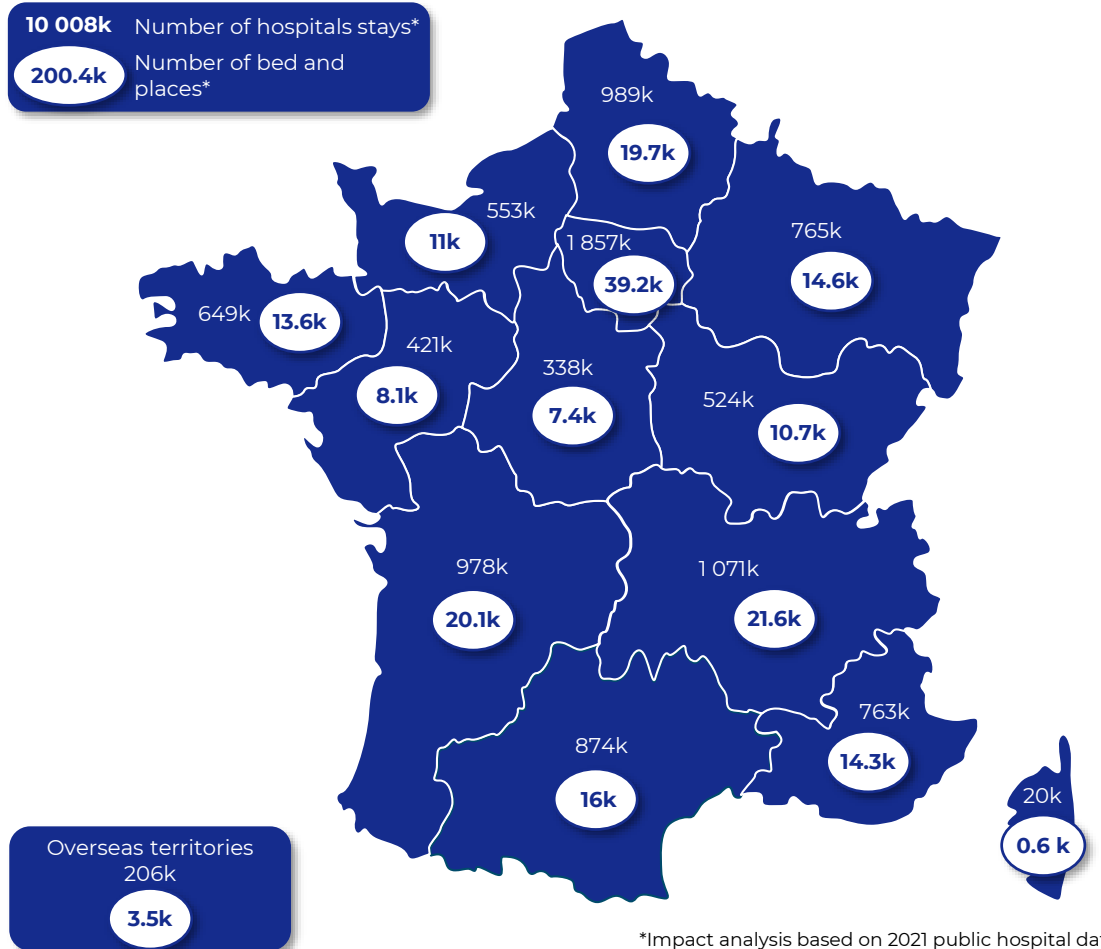 10 008k Number of hospitals stays*
200.4k Number of bed and
places*
989k
19.7k
553k
11k
1 857k
39.2k
765k
14.6k
649k
13.6k
421k
8.1k
338k
7.4k
524k
10.7k
978k
20.1k
1 071k
21.6k
763k
14.3k
874k
16k
20k
0.6 k
Overseas territories
206k
3.5k
*Impact analysis based on 2021 public hospital da